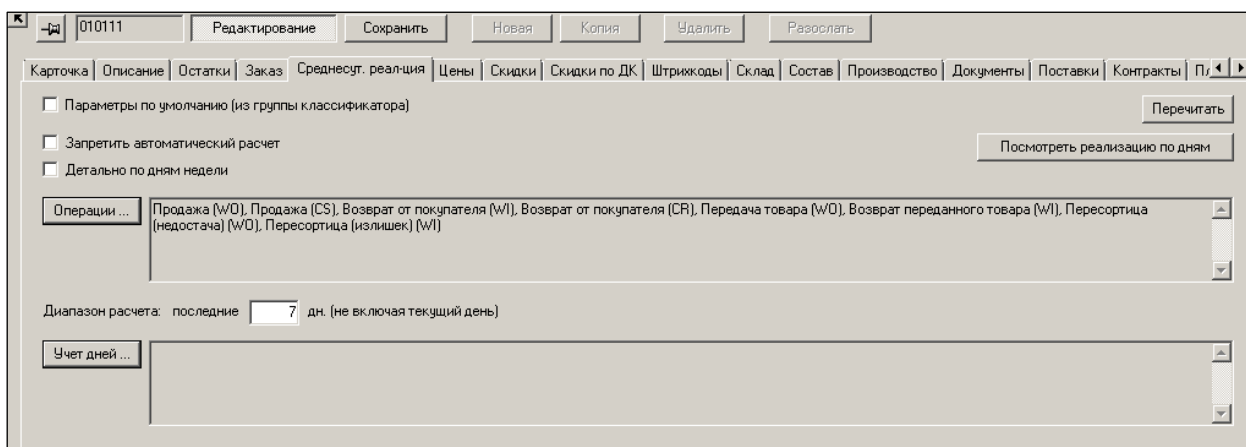 010111 Редактирование Сохранить Новая Копия Удалить Разослать
Карточка Описание Остатки Заказ Среднесут. реал-ция Цены Скидки Скидки по ДК Штрихкоды Склад Состав Производство Документы Поставки Контракты
Параметры по умолчанию (из группы классификатора) Перечитать
Запретить автоматический расчет Посмотреть реализацию по дням
Детально по дням недели
Операции ... Продажа (WO), Продажа (CS), Возврат от покупателя (WI), Возврат от покупателя (CR), Передача товара (WO), Возврат переданного товара (WI), Пересортица
(недостача) (WO), Пересортица (излишек) (WI)
Диапазон расчета: последние 7 дн. (не включая текущий день)
Учет дней ...